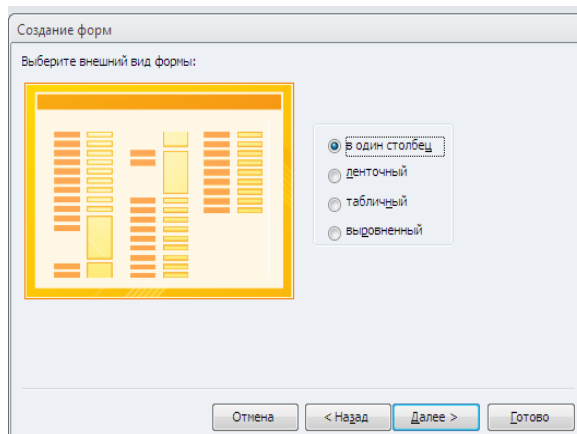 Создание форм
Выберите внешний вид формы:
в один столбец
ленточный
табличный
выровненный
Отмена
< Назад
Далее >
Готово